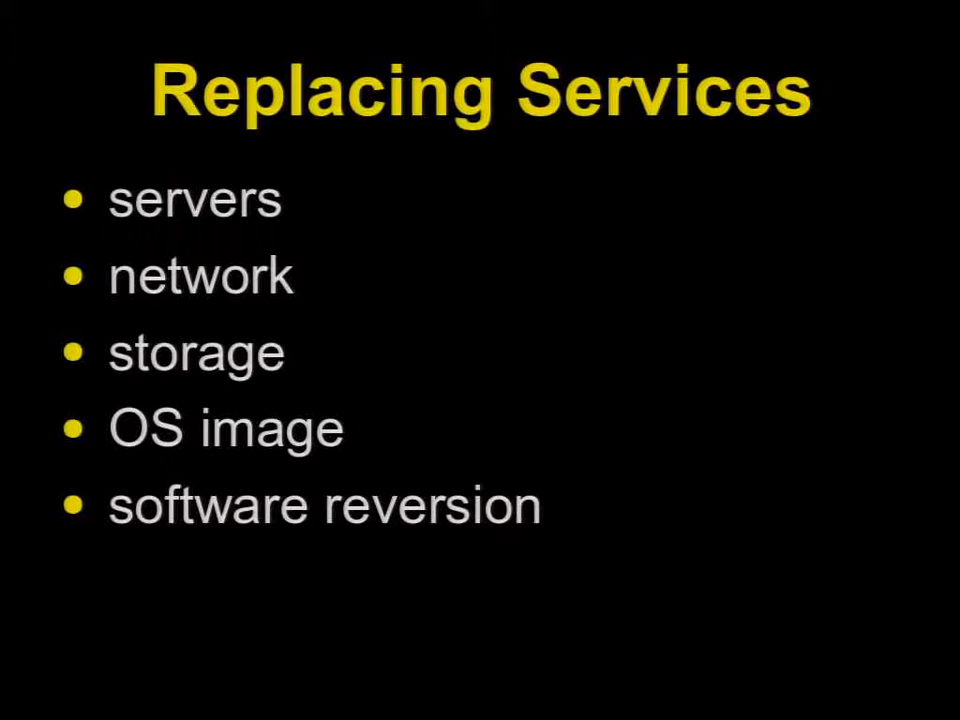 Replacing Services
• servers
• network
• storage
• OS image
• software reversion